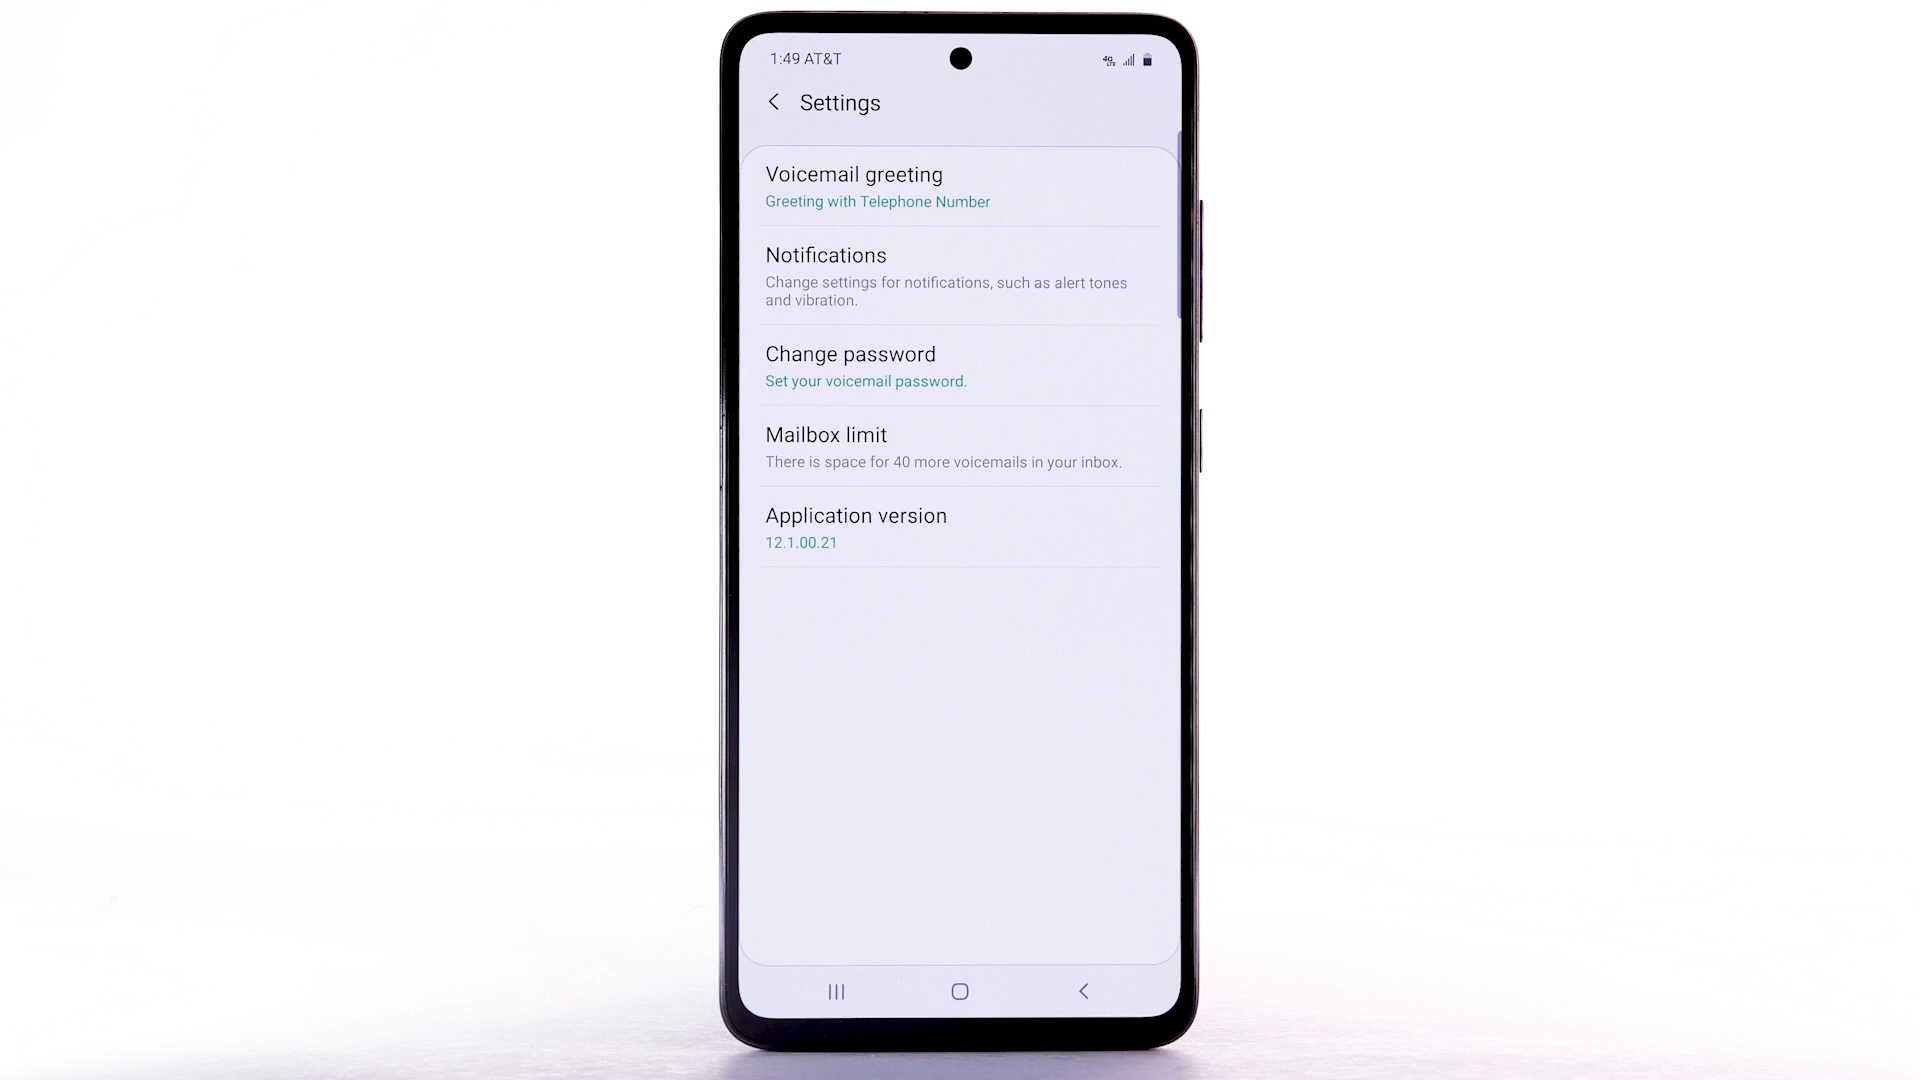 1:49 AT&T
4G
LTE
Settings
Voicemail greeting
Greeting with Telephone Number
Notifications
Change settings for notifications, such as alert tones
and vibration.
Change password
Set your voicemail password.
Mailbox limit
There is space for 40 more voicemails in your inbox.
Application version
12.1.00.21